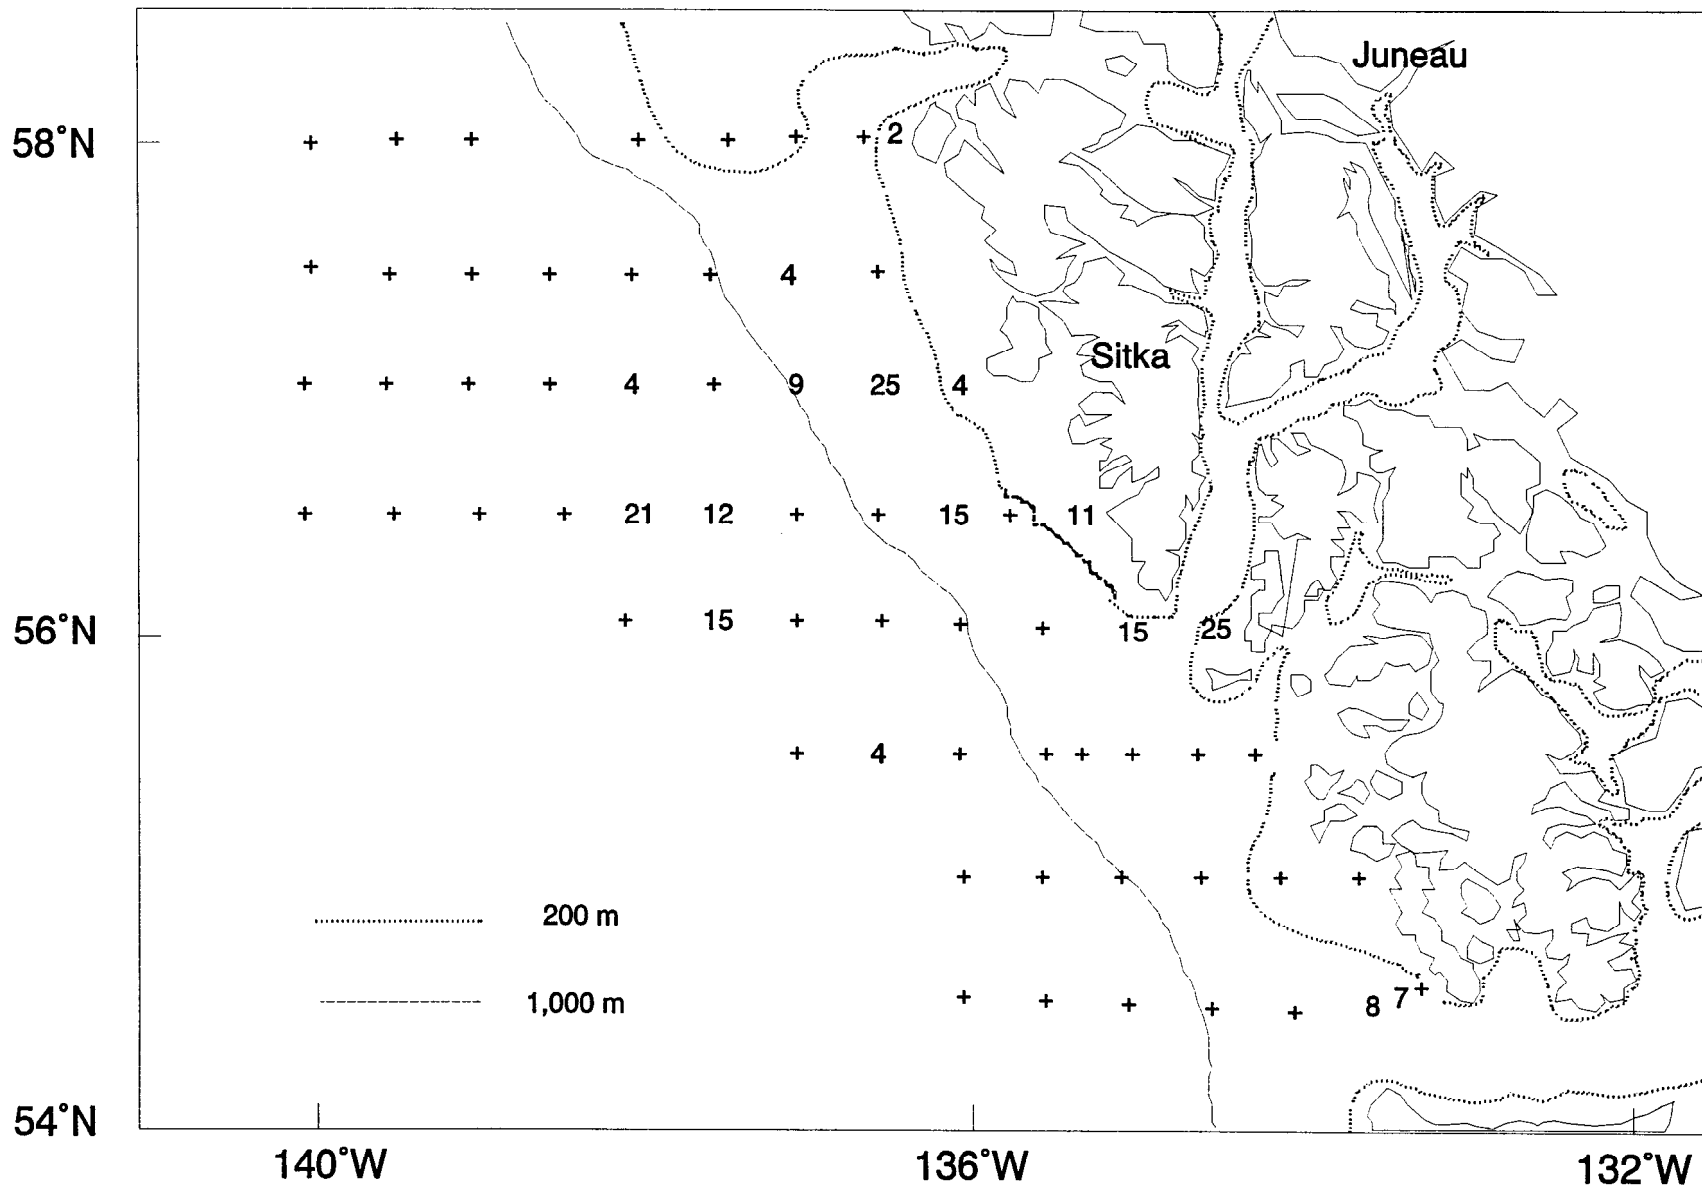 Juneau
58°N
+ + + + + + + 2
+ + + + + + 4 +
Sitka
+ + + + 4 + 9 25 4
+ + + + 21 12 + + 15 + 11
56°N
+ 15 + + + + 15 25
+ 4 + + + + + +
+ + + + + +
200 m
+ + + + + 8 7 +
1,000 m
54°N
140°W 136°W 132°W